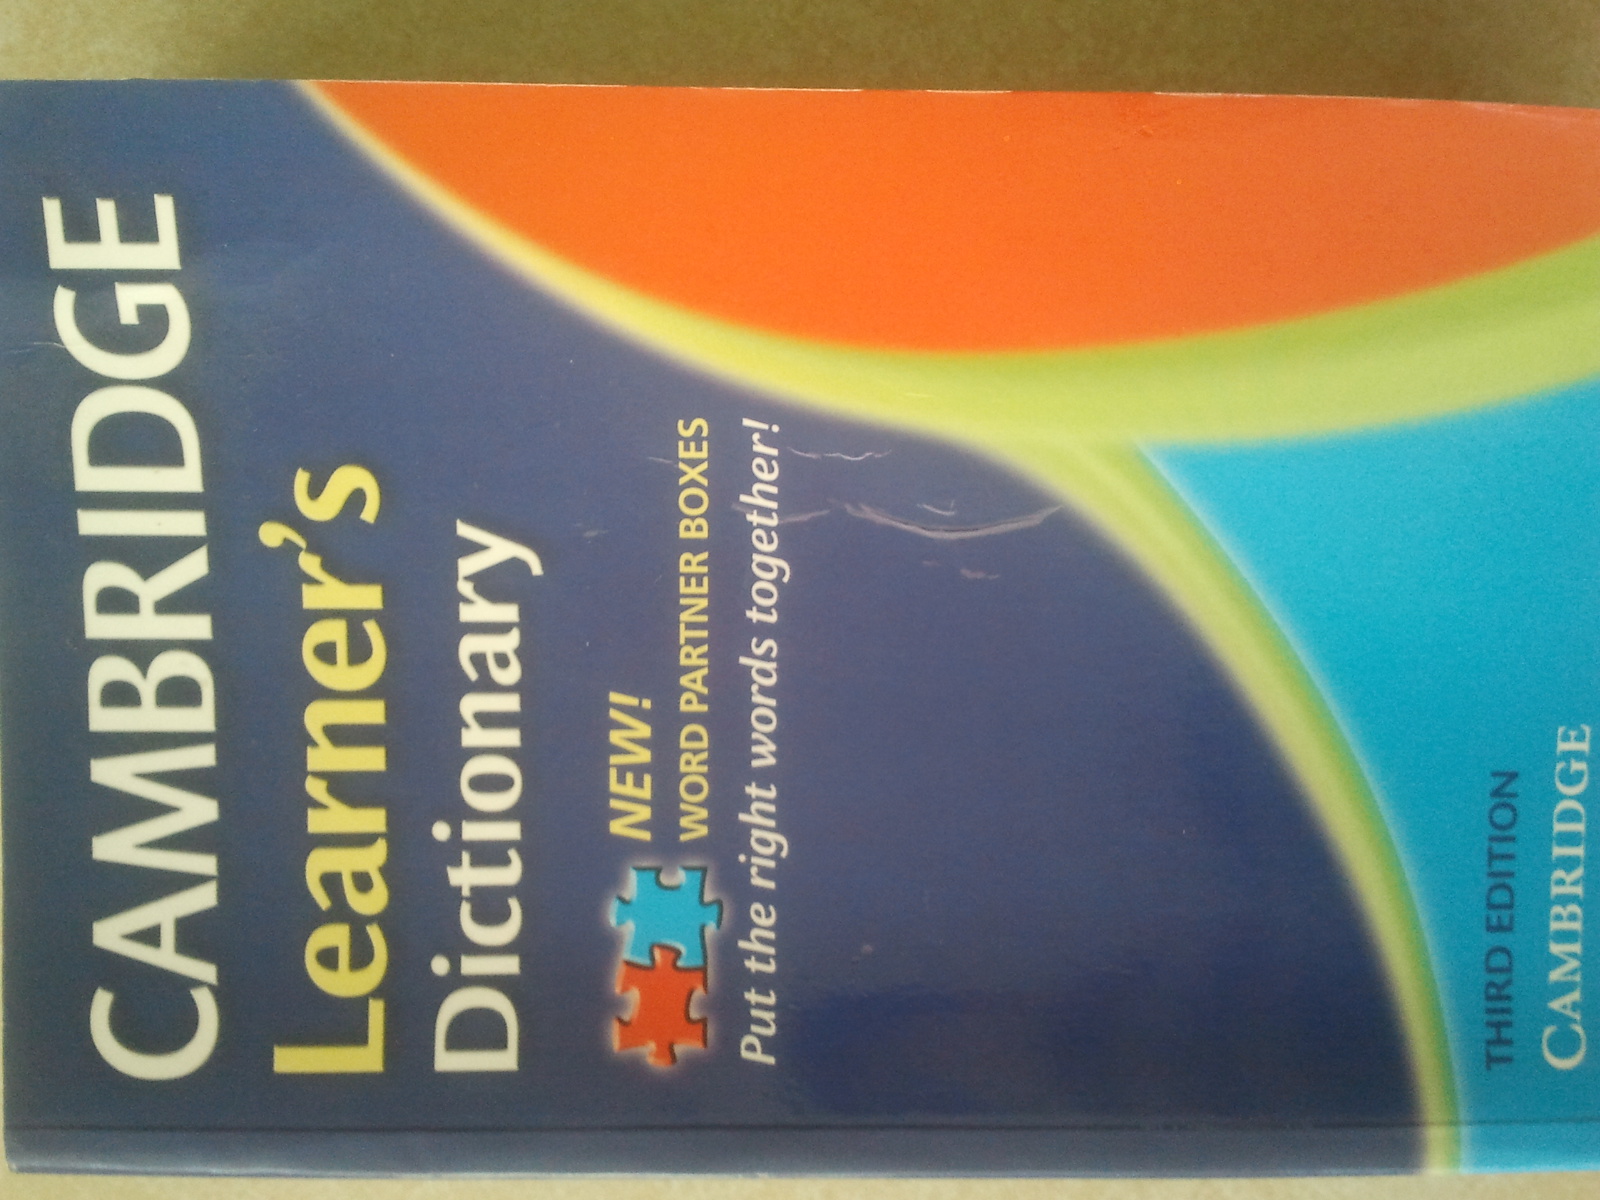 CAMBRIDGE
Learner's
Dictionary
NEW!
WORD PARTNER BOXES
Put the right words together!
THIRD EDITION
CAMBRIDGE